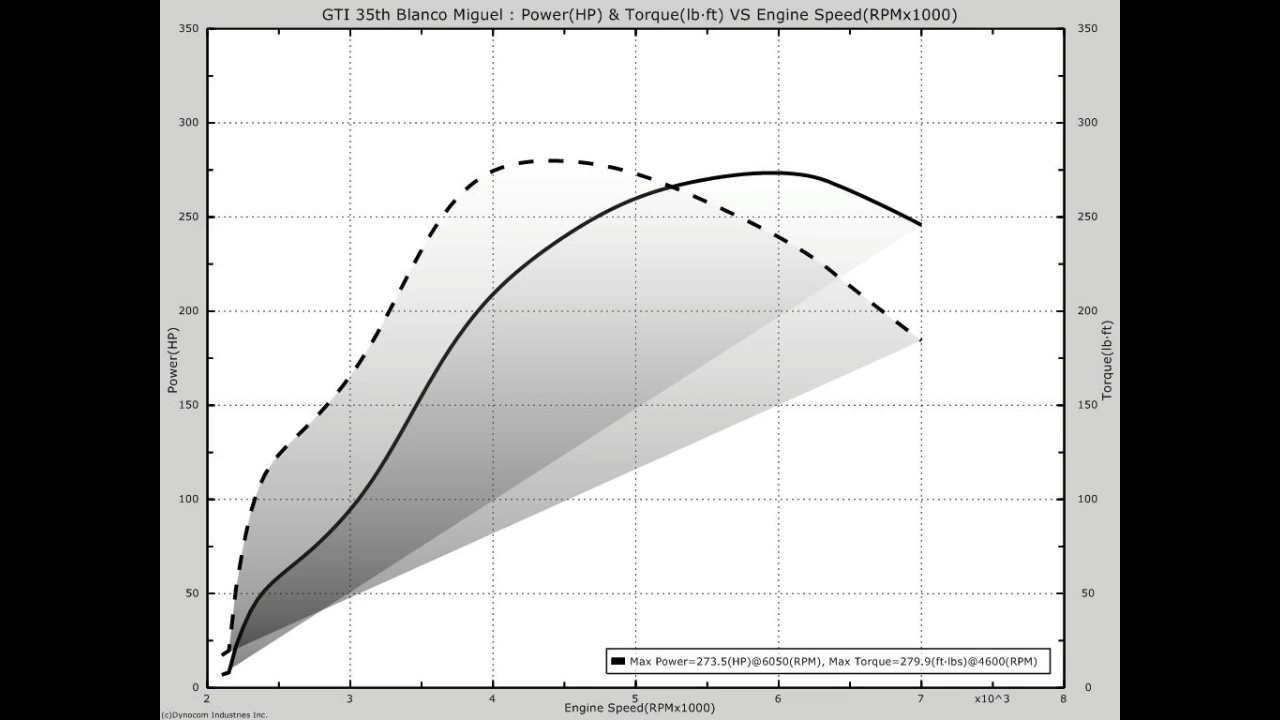 GTI 35th Blanco Miguel : Power(HP) & Torque(lb·ft) VS Engine Speed(RPMx1000)
350 350
300 300
250 250
200 200
Power(HP) Torque(lb·ft)
150 150
100 100
50 50
Max Power=273.5(HP)@6050(RPM), Max Torque=279.9(ft-lbs)@4600(RPM)
0 0
2 3 4 5 6 7 x10^3 8
Engine Speed(RPMx1000)
(c)Dynocom Industries Inc.